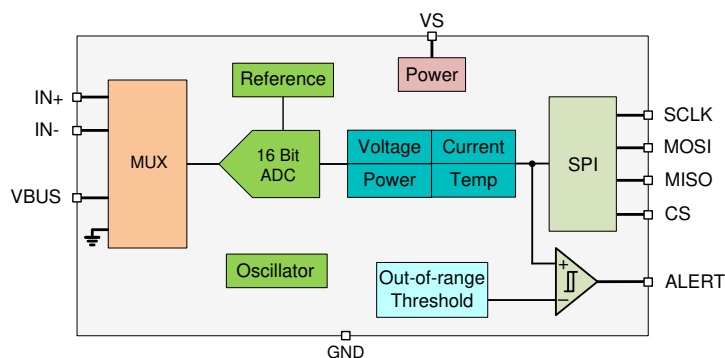 VS
Reference
Power
IN+
IN-
VBUS
MUX
16 Bit
ADC
Voltage
Current
Power
Temp
SPI
SCLK
MOSI
MISO
CS
Oscillator
Out-of-range
Threshold
+
−
ALERT
GND